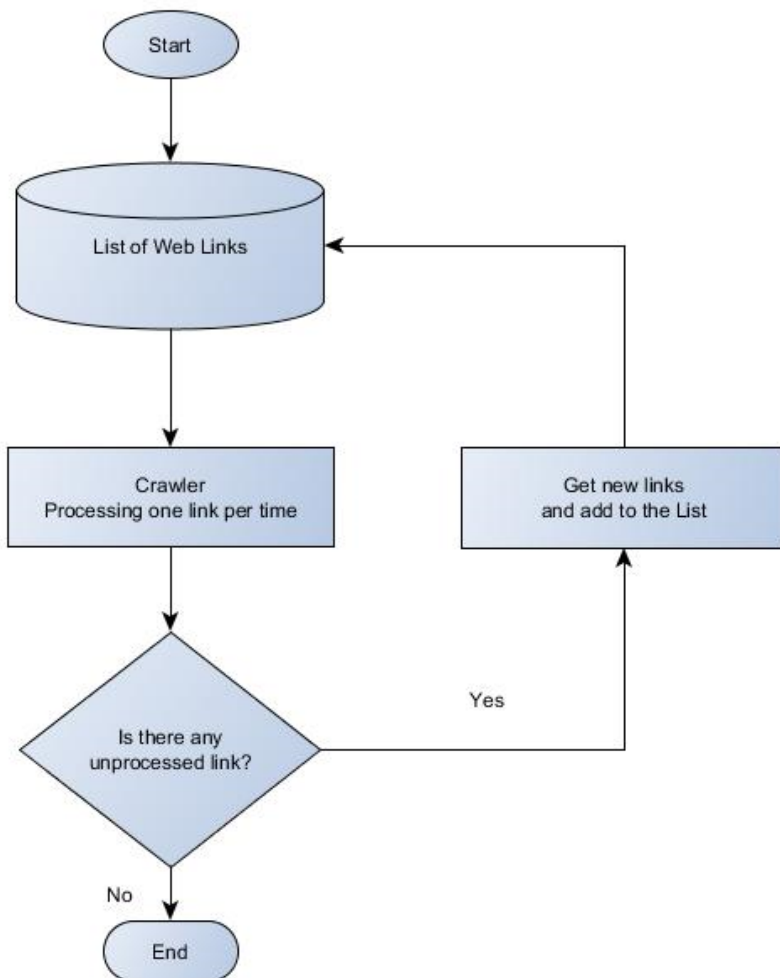 Start
List of Web Links
Crawler
Processing one link per time
Get new links
and add to the List
Is there any
unprocessed link?
Yes
No
End